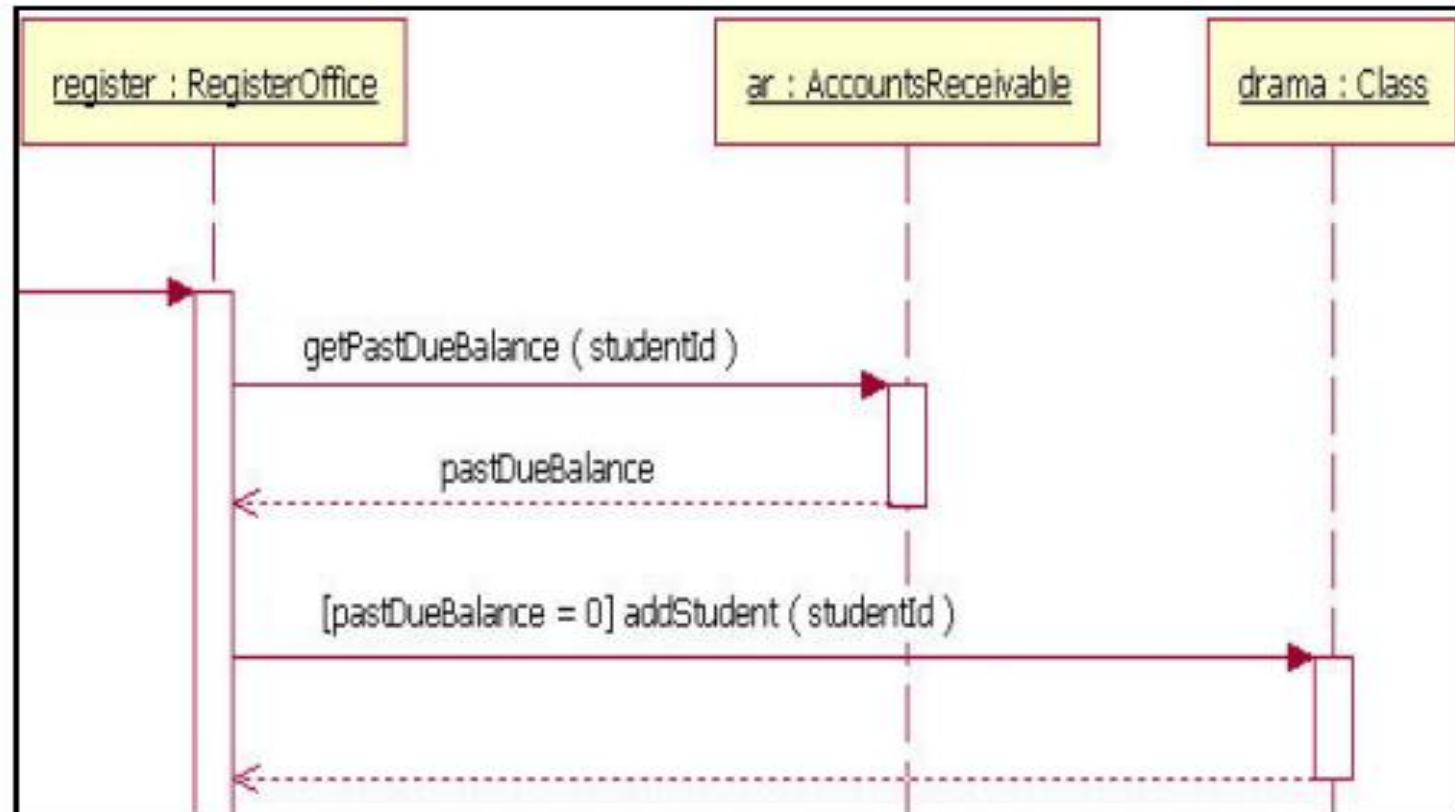 register : RegisterOffice
ar : AccountsReceivable
drama : Class
getPastDueBalance ( studentId )
pastDueBalance
[pastDueBalance = 0] addStudent ( studentId )